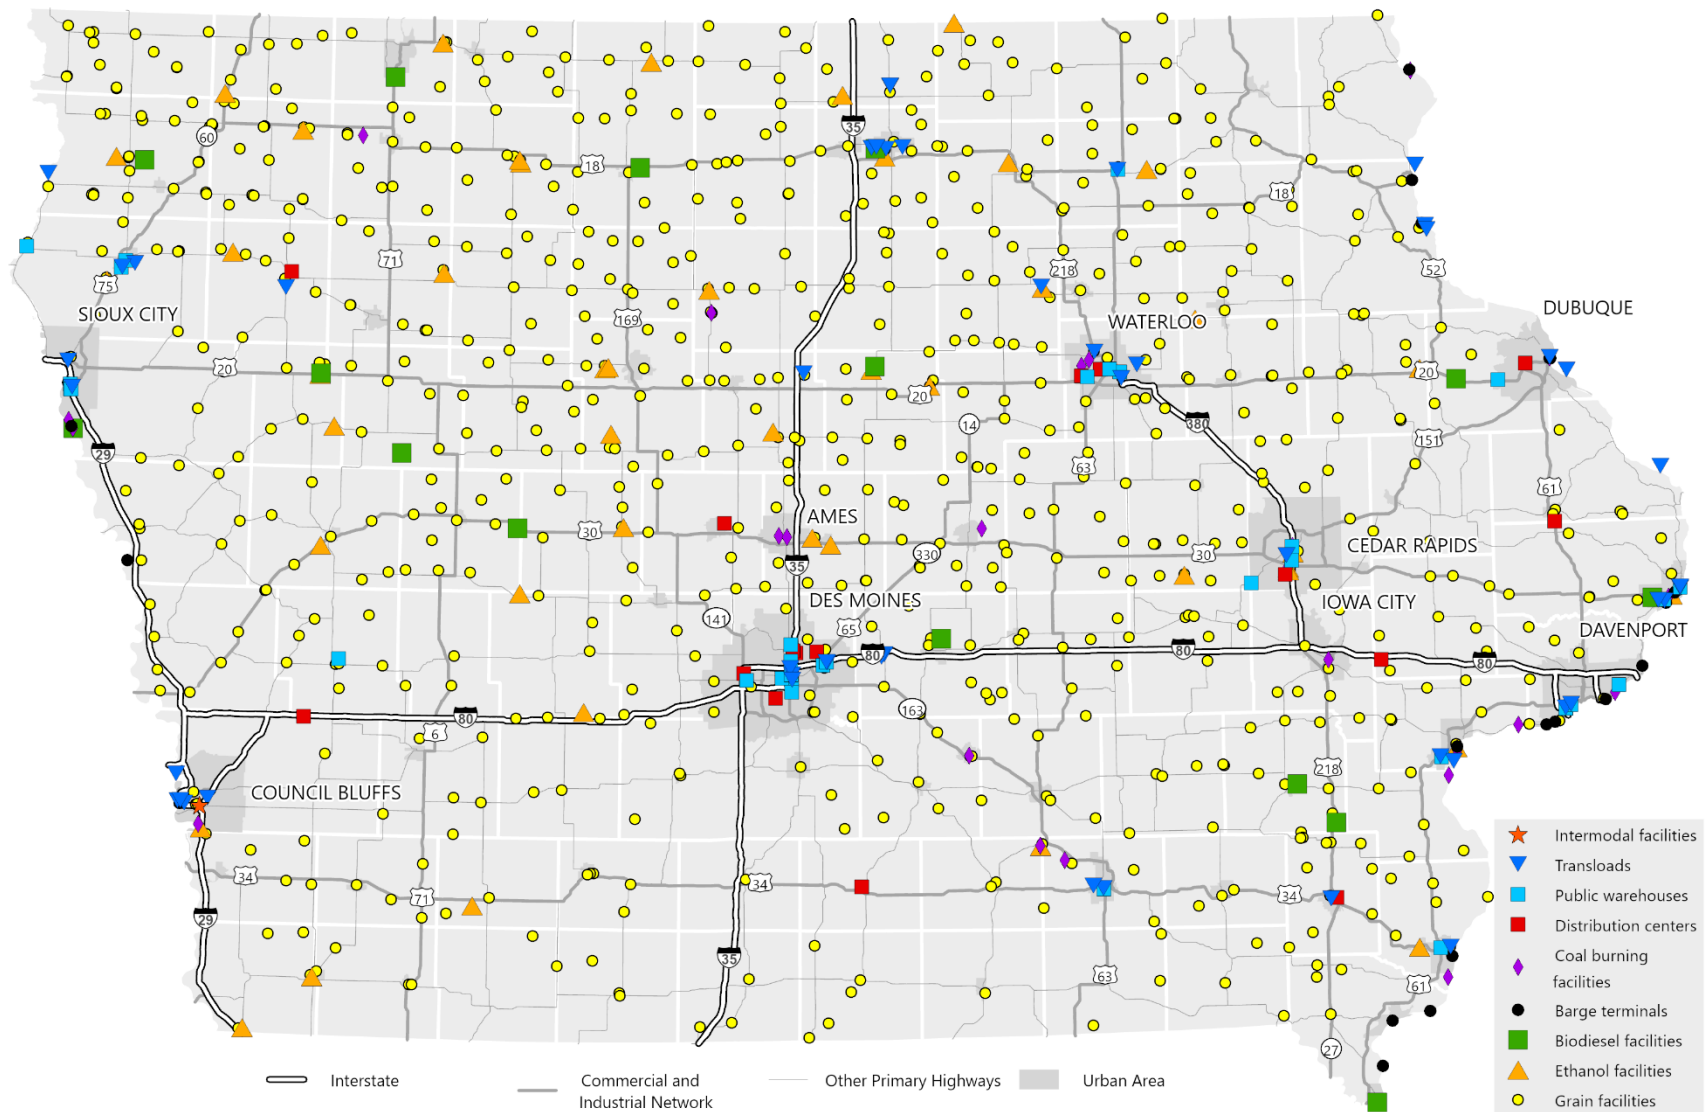 35
60
18
18
71
218
52
75
SIOUX CITY
169
WATERLOO
DUBUQUE
20
20
20
14
380
151
29
63
61
AMES
30
35
330
30
CEDAR RAPIDS
DES MOINES
141
65
IOWA CITY
DAVENPORT
80
80
80
163
80
6
218
COUNCIL BLUFFS
34
71
34
34
29
35
63
61
27
Intermodal facilities
Transloads
Public warehouses
Distribution centers
Coal burning
facilities
Barge terminals
Biodiesel facilities
Ethanol facilities
Grain facilities
Interstate
Commercial and
Industrial Network
Other Primary Highways
Urban Area